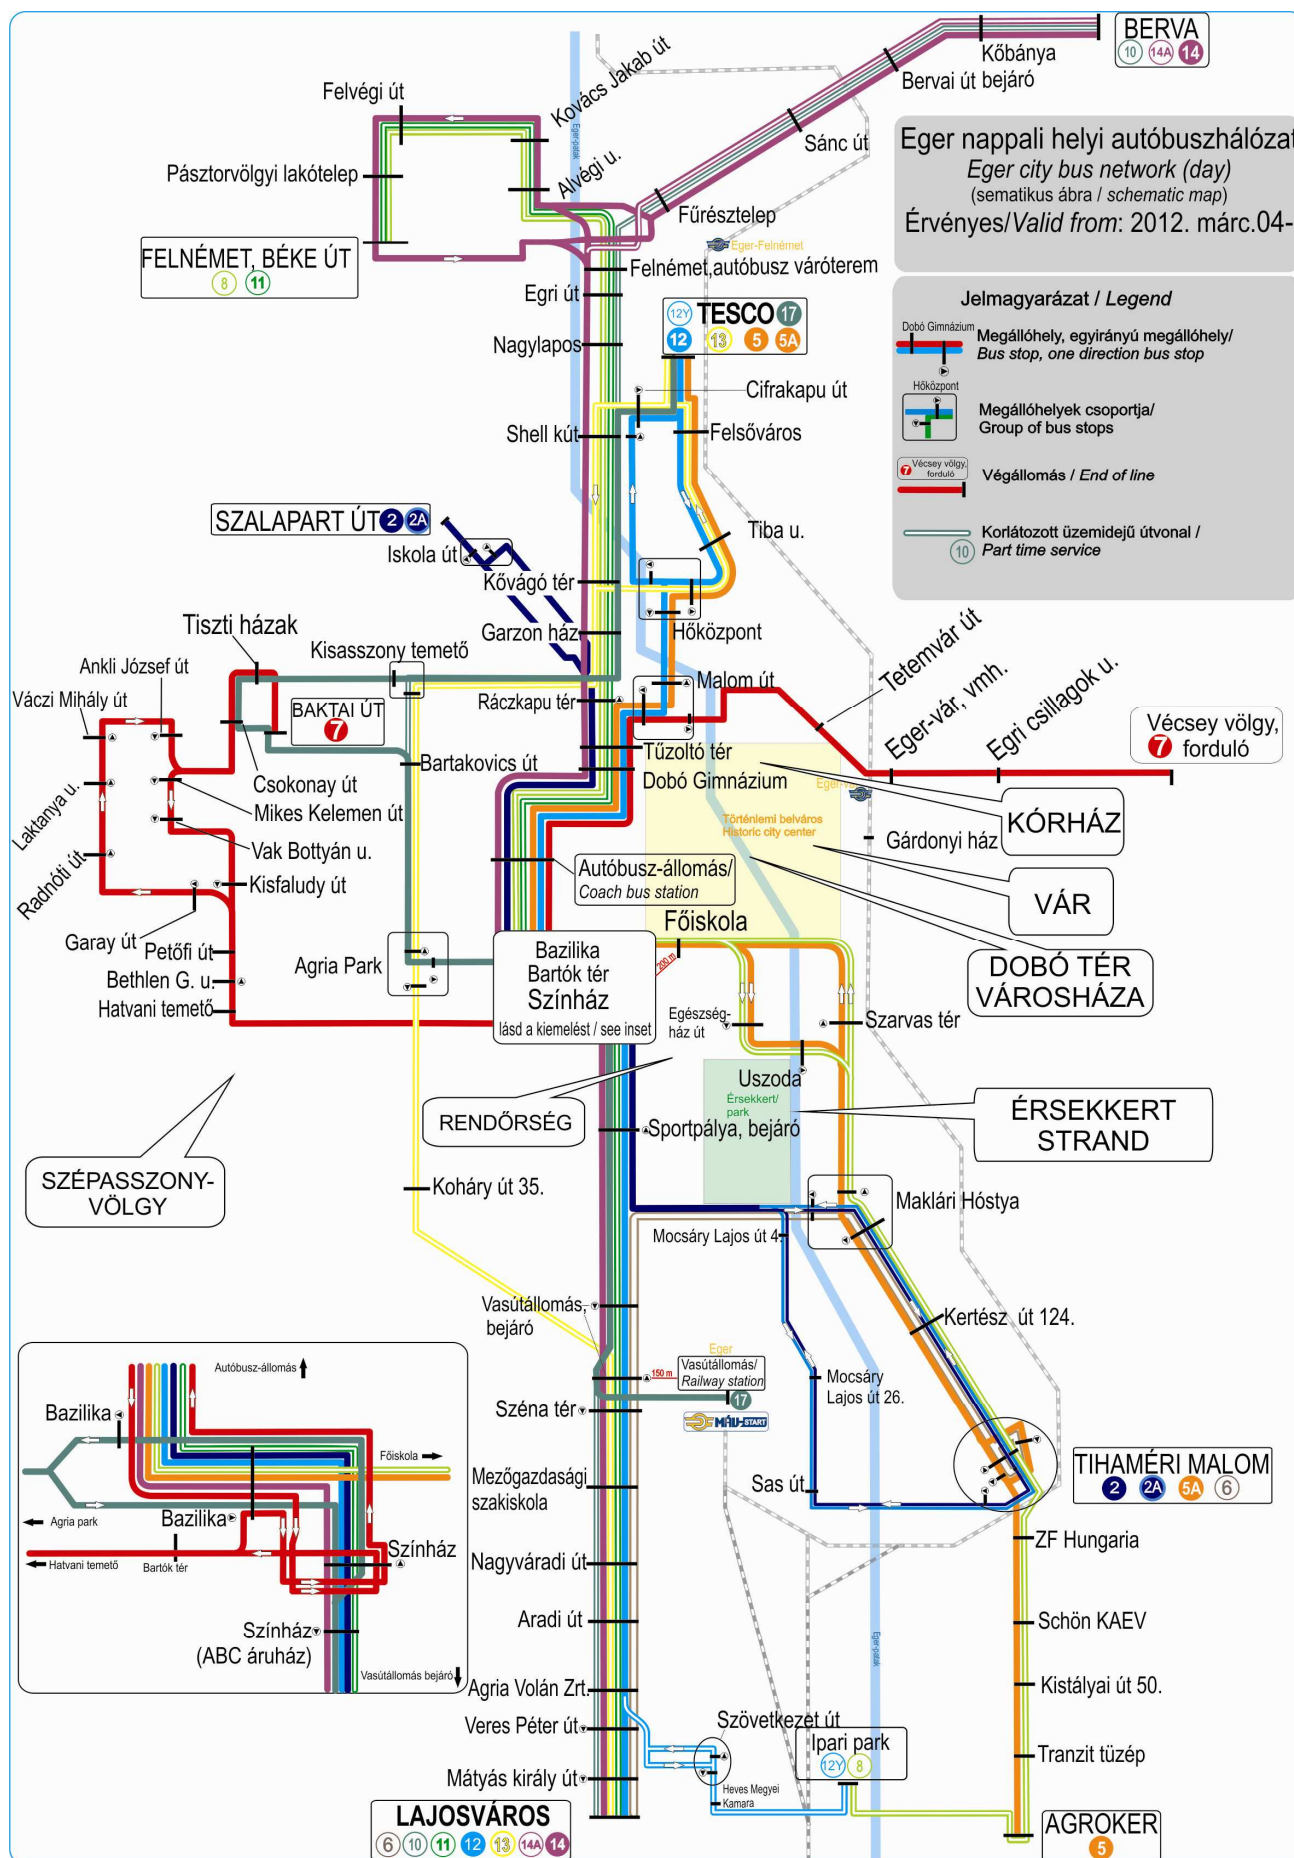 BERVA
10 14A 14
Kőbánya
bejáró
Bervai út
Sánc út
Fűrésztelep
Kovács Jakab út
Felvégi út
Pásztorvölgyi lakótelep
Alvégi u.
Eger-patak
FELNÉMET, BÉKE ÚT
8 11
Eger nappali helyi autóbuszhálózat
Eger city bus network (day)
(sematikus ábra / schematic map)
Érvényes/Valid from: 2012. márc.04-
Jelmagyarázat / Legend
Dobó Gimnázium
Megállóhely, egyirányú megállóhely/
Bus stop, one direction bus stop
Hőközpont
Megállóhelyek csoportja/
Group of bus stops
7 Vécsey völgy,
forduló
Végállomás / End of line
10
Korlátozott üzemidejű útvonal /
Part time service
Eger-Felnémet
Felnémet,autóbusz váróterem
Egri út
Nagylapos
12Y TESCO 17
12 13 5 5A
Cifrakapu út
Shell kút
Felsőváros
SZALAPART ÚT 2 2A
Iskola út
Tiba u.
Kővágó tér
Garzon ház
Hőközpont
Tiszti házak
Kisasszony temető
Ankli József út
Váczi Mihály út
BAKTAI ÚT
7
Ráczkapu tér
Malom út
Tetemvár út
Eger-vár, vmh.
Egri csillagok u.
Vécsey völgy,
7 forduló
Tűzoltó tér
Dobó Gimnázium
Bartakovics út
Csokonay út
Mikes Kelemen út
Laktanya u.
Vak Bottyán u.
Radnóti út
Kisfaludy út
Garay út
Petőfi út
Bethlen G. u.
Hatvani temető
Agria Park
Történlemi belváros
Historic city center
KÓRHÁZ
Gárdonyi ház
VÁR
DOBÓ TÉR
VÁROSHÁZA
Autóbusz-állomás/
Coach bus station
Főiskola
200 m
Bazilika
Bartók tér
Színház
lásd a kiemelést / see inset
Egészség-
ház út
Szarvas tér
Uszoda
Érsekkert/
park
ÉRSEKKERT
STRAND
RENDŐRSÉG
Sportpálya, bejáró
SZÉPASSZONY-
VÖLGY
Koháry út 35.
Maklári Hóstya
Mocsáry Lajos út 4.
Vasútállomás,
bejáró
Kertész út 124.
Eger
Vasútállomás/
Railway station
150 m
17
MÁV-START
Mocsáry
Lajos út 26.
Széna tér
Mezőgazdasági
szakiskola
Sas út
TIHAMÉRI MALOM
2 2A 5A 6
ZF Hungaria
Nagyváradi út
Aradi út
Schön KAEV
Eger-patak
Agria Volán Zrt.
Kistályai út 50.
Veres Péter út
Szövetkezet út
Ipari park
12Y 8
Tranzit tüzép
Mátyás király út
Heves Megyei
Kamara
LAJOSVÁROS
6 10 11 12 13 14A 14
AGROKER
5
Autóbusz-állomás
Bazilika
Főiskola
Agria park
Bazilika
Hatvani temető
Bartók tér
Színház
Színház
(ABC áruház)
Vasútállomás bejáró